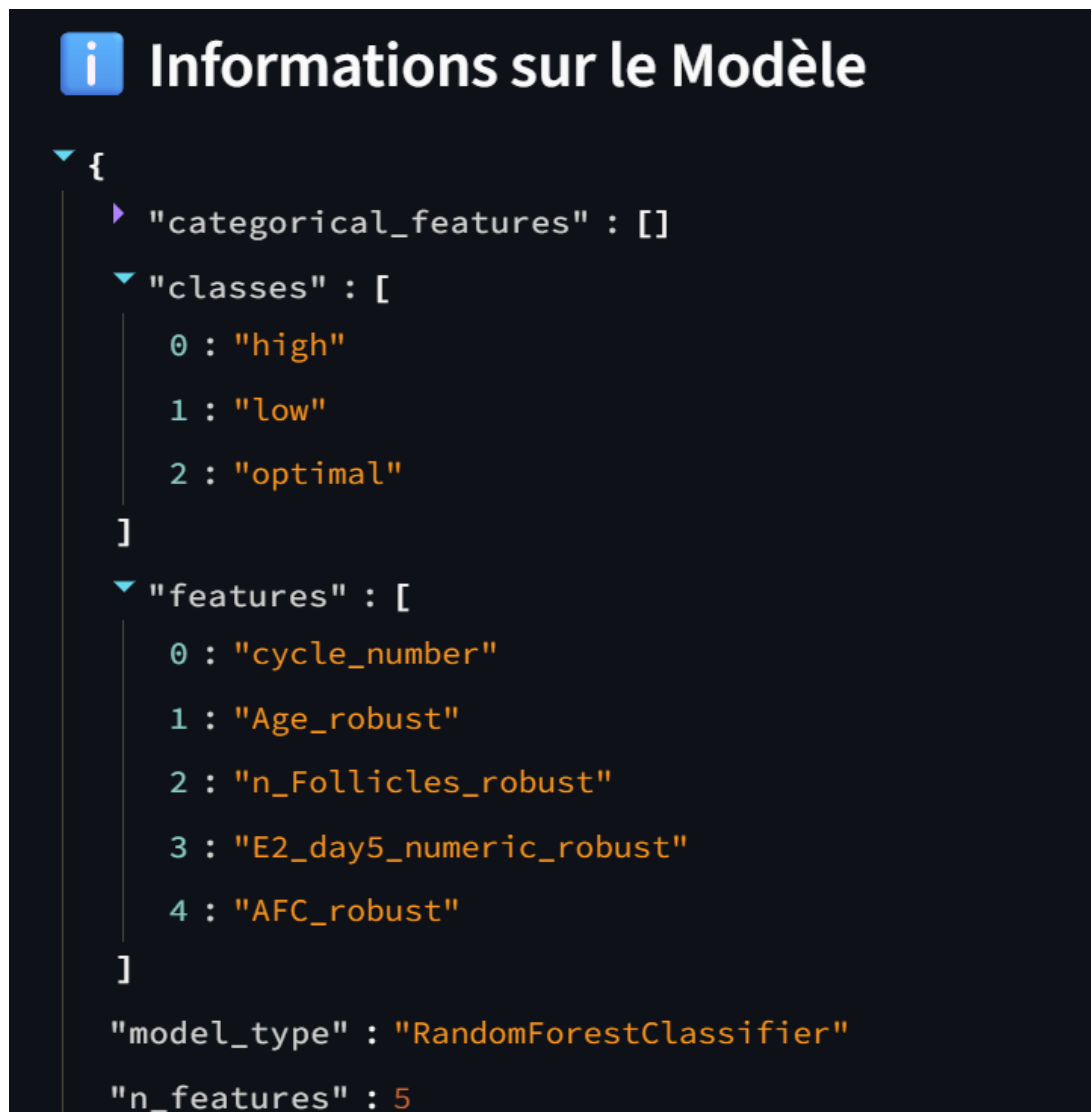 ℹ Informations sur le Modèle
{
"categorical_features" : []
"classes" : [
0 : "high"
1 : "low"
2 : "optimal"
]
"features" : [
0 : "cycle_number"
1 : "Age_robust"
2 : "n_Follicles_robust"
3 : "E2_day5_numeric_robust"
4 : "AFC_robust"
]
"model_type" : "RandomForestClassifier"
"n_features" : 5